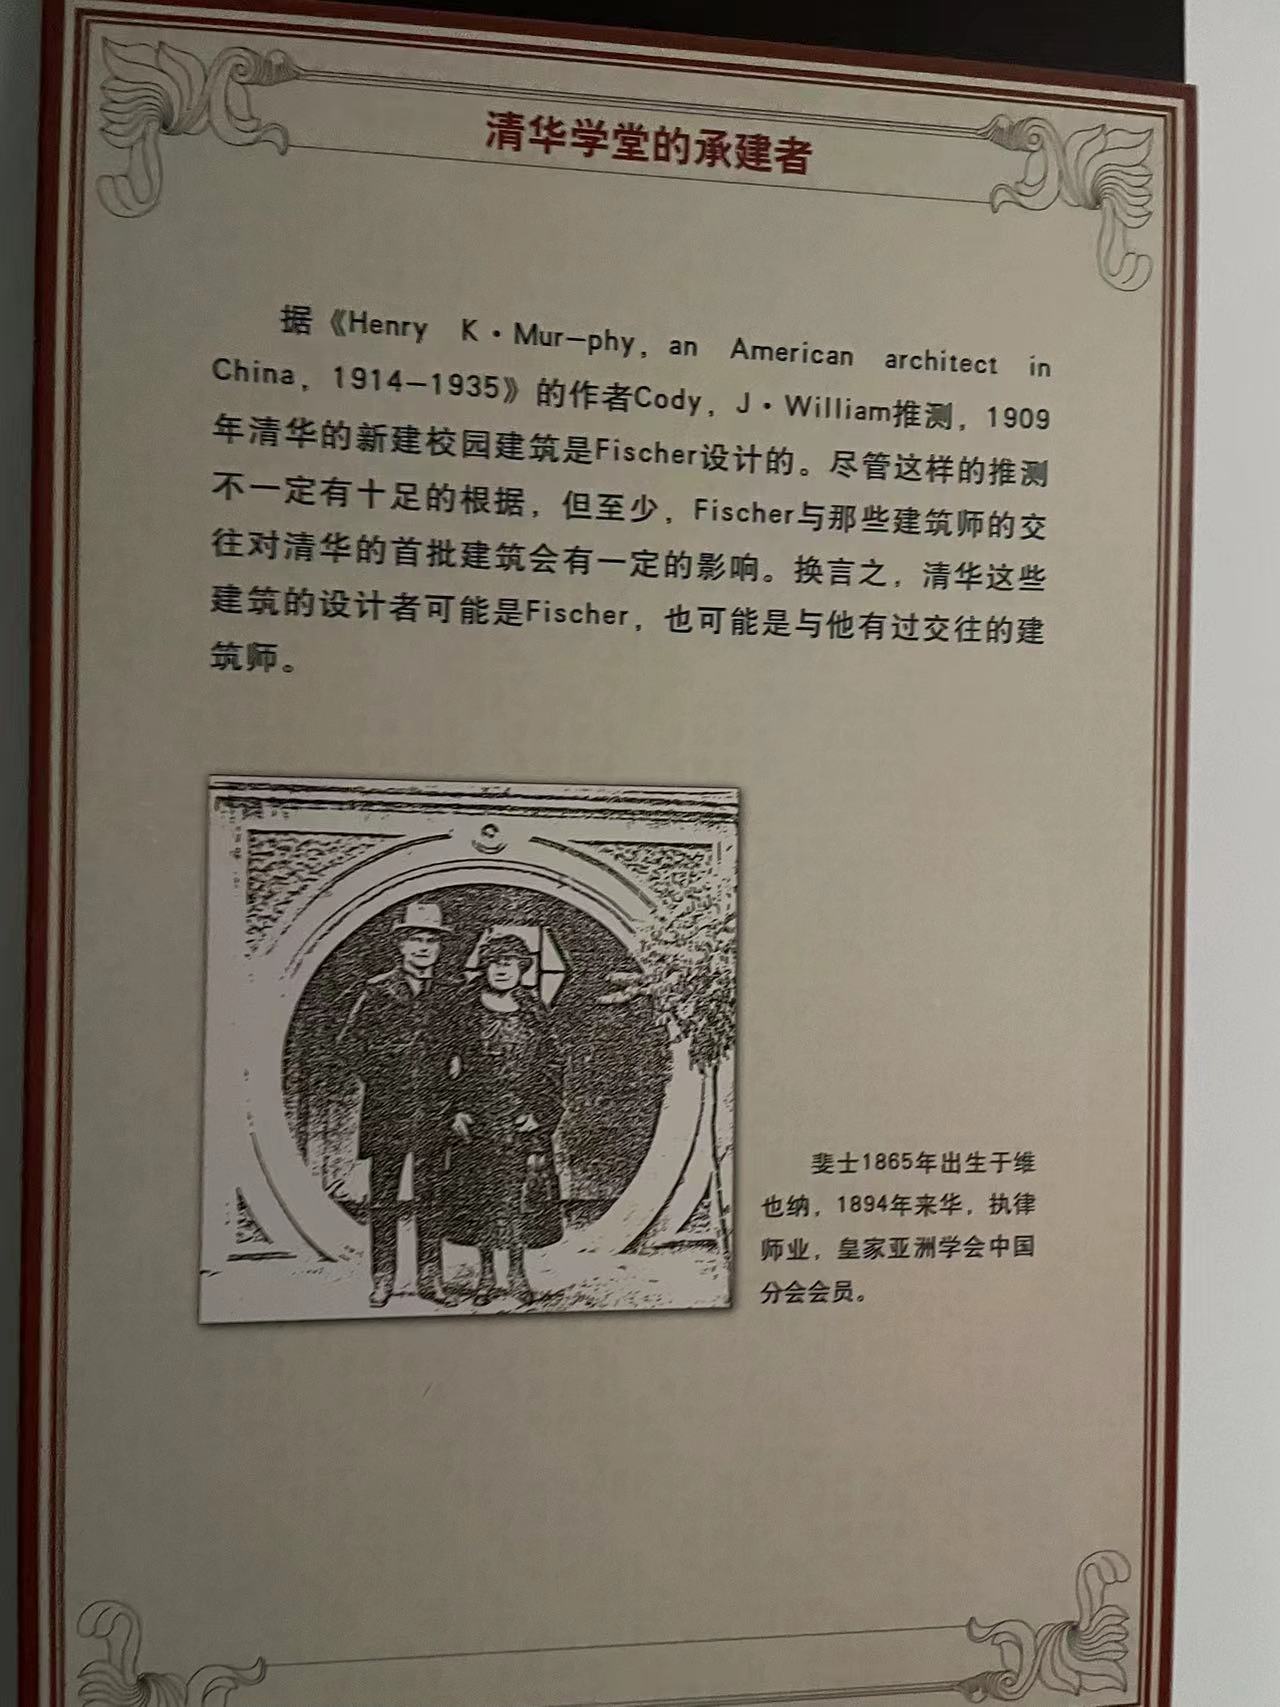 清华学堂的承建者
据《Henry K·Mur-phy, an American architect in
China, 1914-1935》的作者Cody, J·William推测, 1909
年清华的新建校园建筑是Fischer设计的。尽管这样的推测
不一定有十足的根据, 但至少, Fischer与那些建筑师的交
往对清华的首批建筑会有一定的影响。换言之, 清华这些
建筑的设计者可能是Fischer, 也可能是与他有过交往的建
筑师。
斐士1865年出生于维
也纳, 1894年来华, 执律
师业, 皇家亚洲学会中国
分会会员。